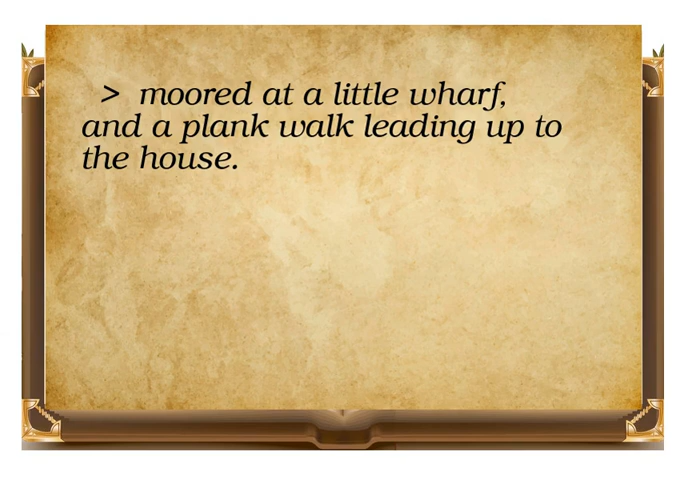 > moored at a little wharf,
and a plank walk leading up to
the house.